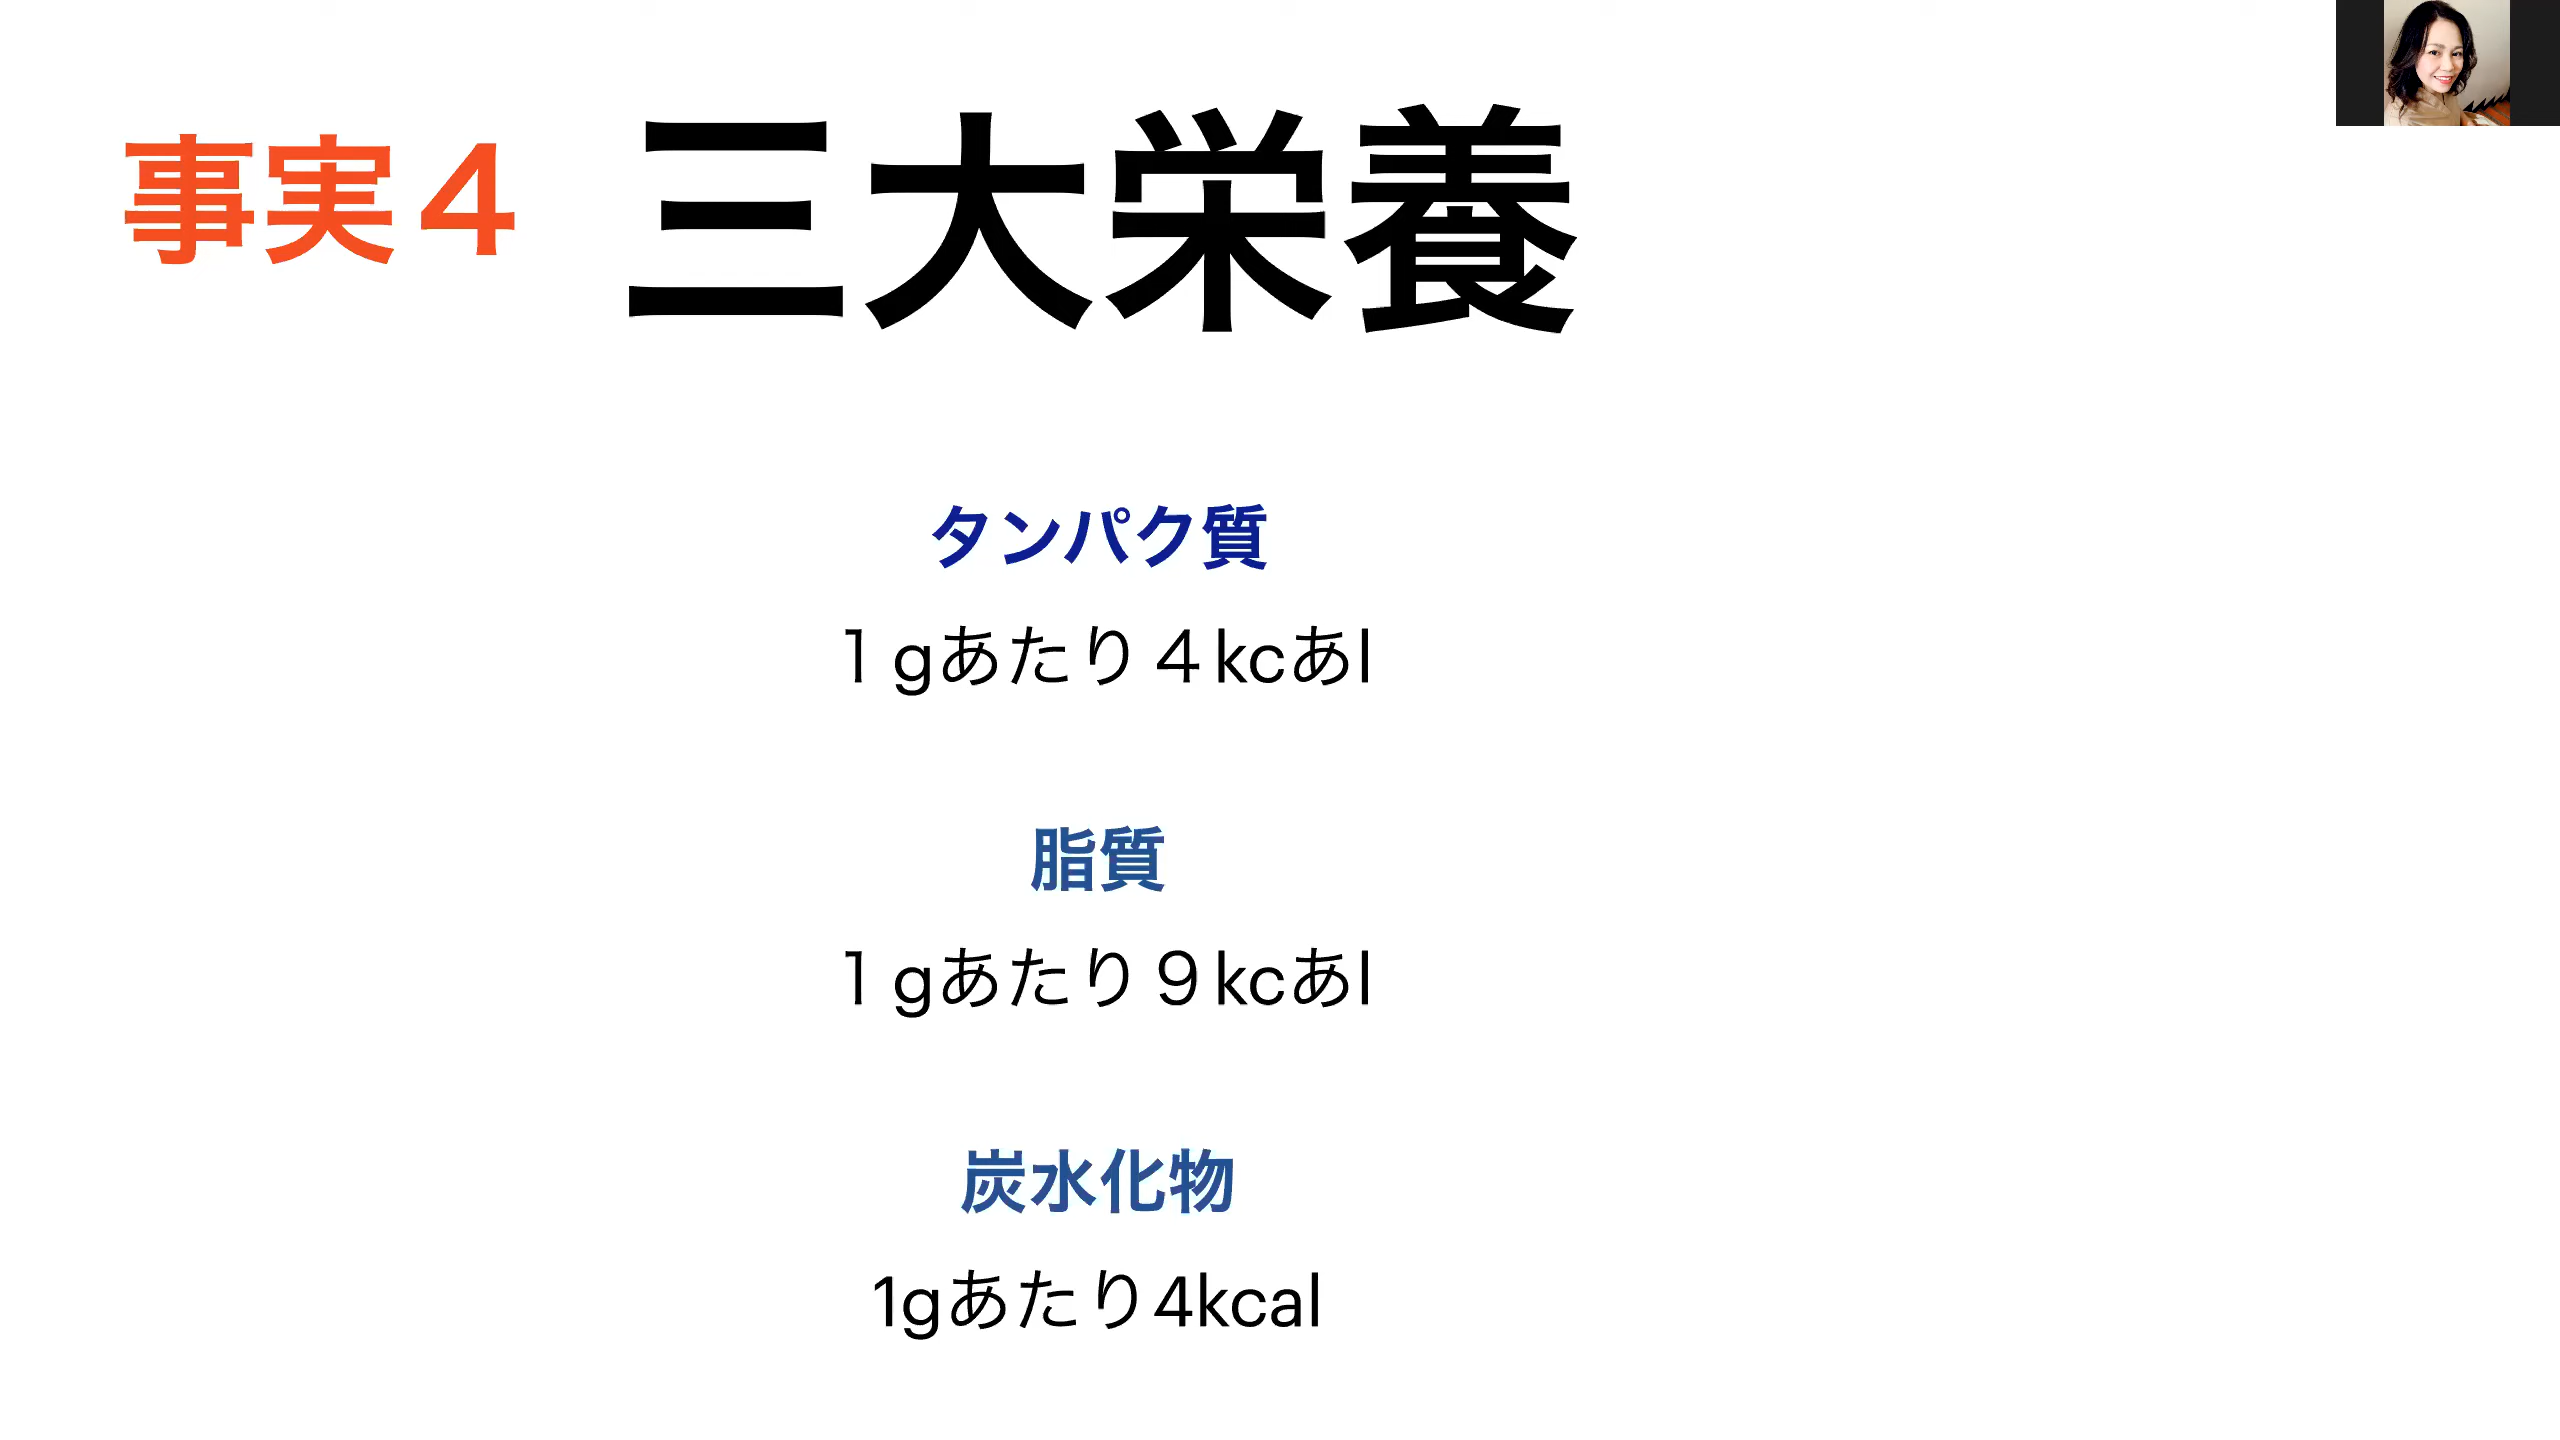 事実４ 三大栄養
タンパク質
１gあたり４kcあl
脂質
１gあたり９kcあl
炭水化物
1gあたり4kcal